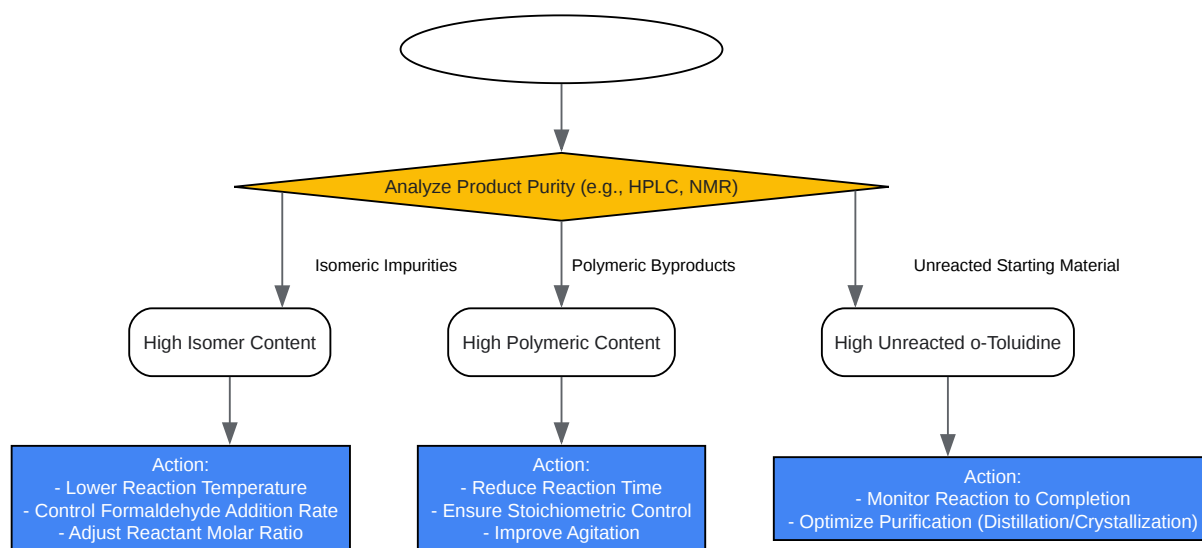 Analyze Product Purity (e.g., HPLC, NMR)
Isomeric Impurities
Polymeric Byproducts
Unreacted Starting Material
High Isomer Content
High Polymeric Content
High Unreacted o-Toluidine
Action:
- Lower Reaction Temperature
- Control Formaldehyde Addition Rate
- Adjust Reactant Molar Ratio
Action:
- Reduce Reaction Time
- Ensure Stoichiometric Control
- Improve Agitation
Action:
- Monitor Reaction to Completion
- Optimize Purification (Distillation/Crystallization)